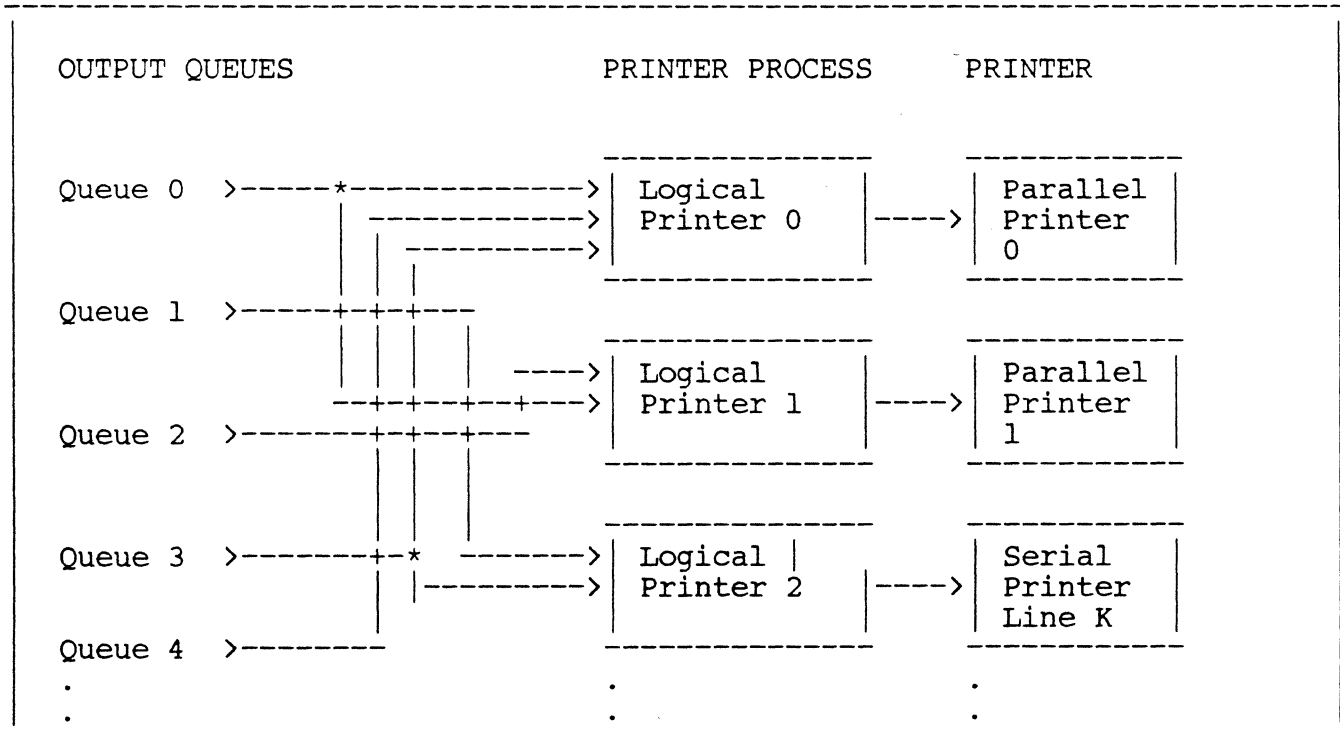 OUTPUT QUEUES PRINTER PROCESS PRINTER
Queue 0 Logical Parallel
Printer 0 Printer
0
Queue 1
Logical Parallel
Printer 1 Printer
Queue 2 1
Queue 3 Logical Serial
Printer 2 Printer
Line K
Queue 4